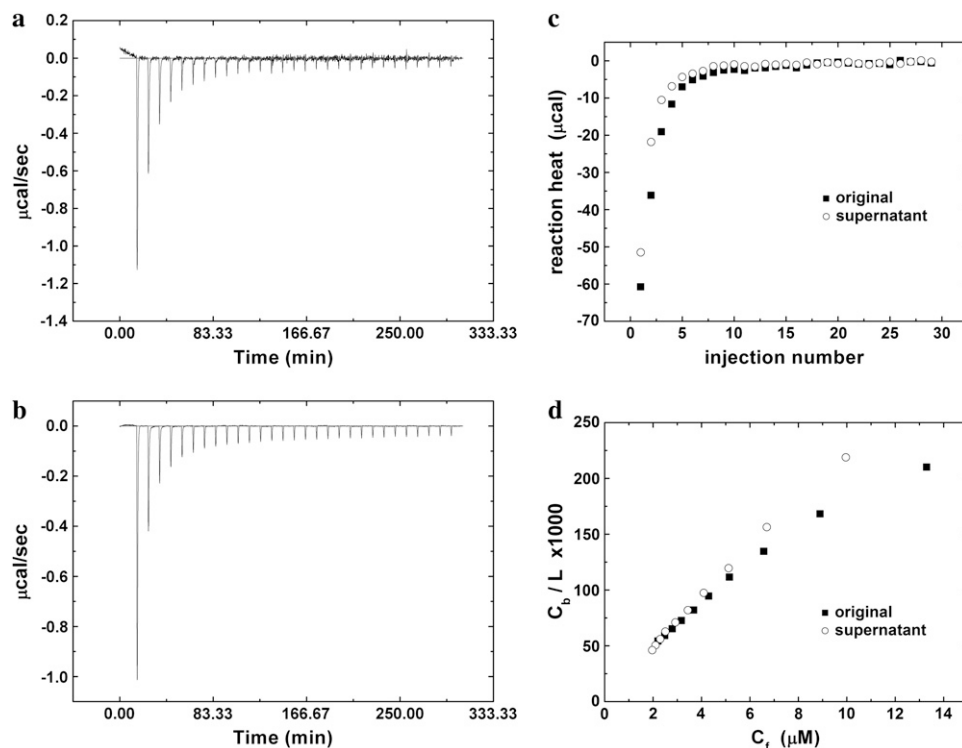 a
0.2
0.0
-0.2
-0.4
-0.6
-0.8
-1.0
-1.2
-1.4
μcal/sec
0.00 83.33 166.67 250.00 333.33
Time (min)
c
0
-10
-20
-30
-40
-50
-60
-70
reaction heat (μcal)
original
supernatant
0 5 10 15 20 25 30
injection number
b
0.0
-0.2
-0.4
-0.6
-0.8
-1.0
μcal/sec
0.00 83.33 166.67 250.00 333.33
Time (min)
d
250
200
150
100
50
0
C_b / L x1000
original
supernatant
0 2 4 6 8 10 12 14
C_f (μM)